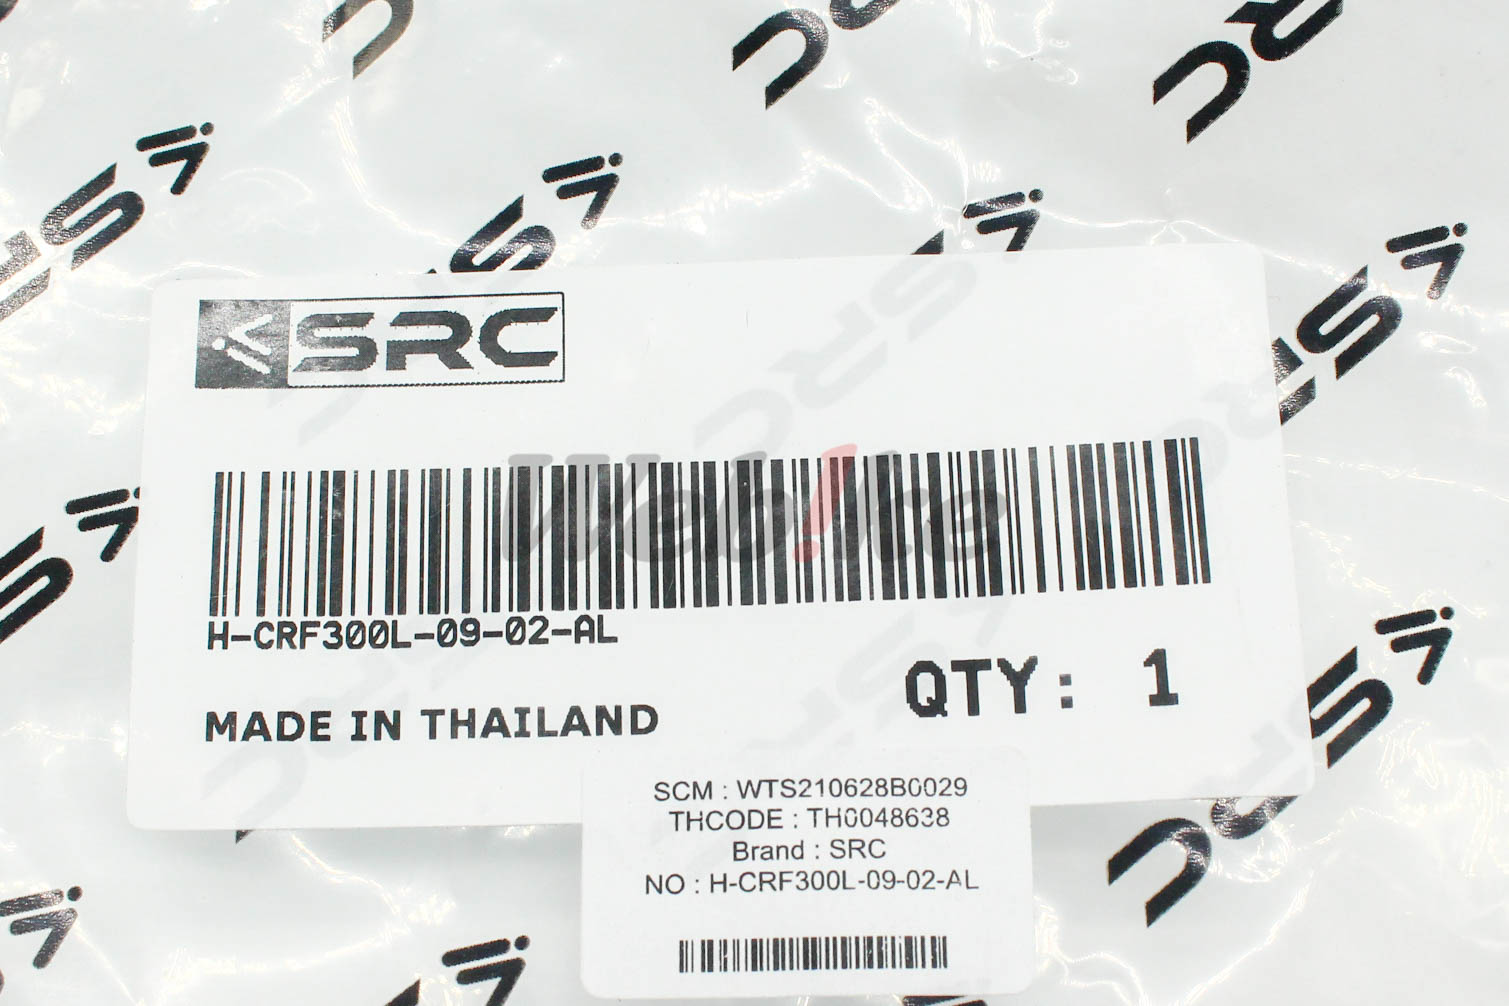 SRC
Webike
H-CRF300L-09-02-AL
QTY: 1
MADE IN THAILAND
SCM : WTS210628B0029
THCODE : TH0048638
Brand : SRC
NO : H-CRF300L-09-02-AL